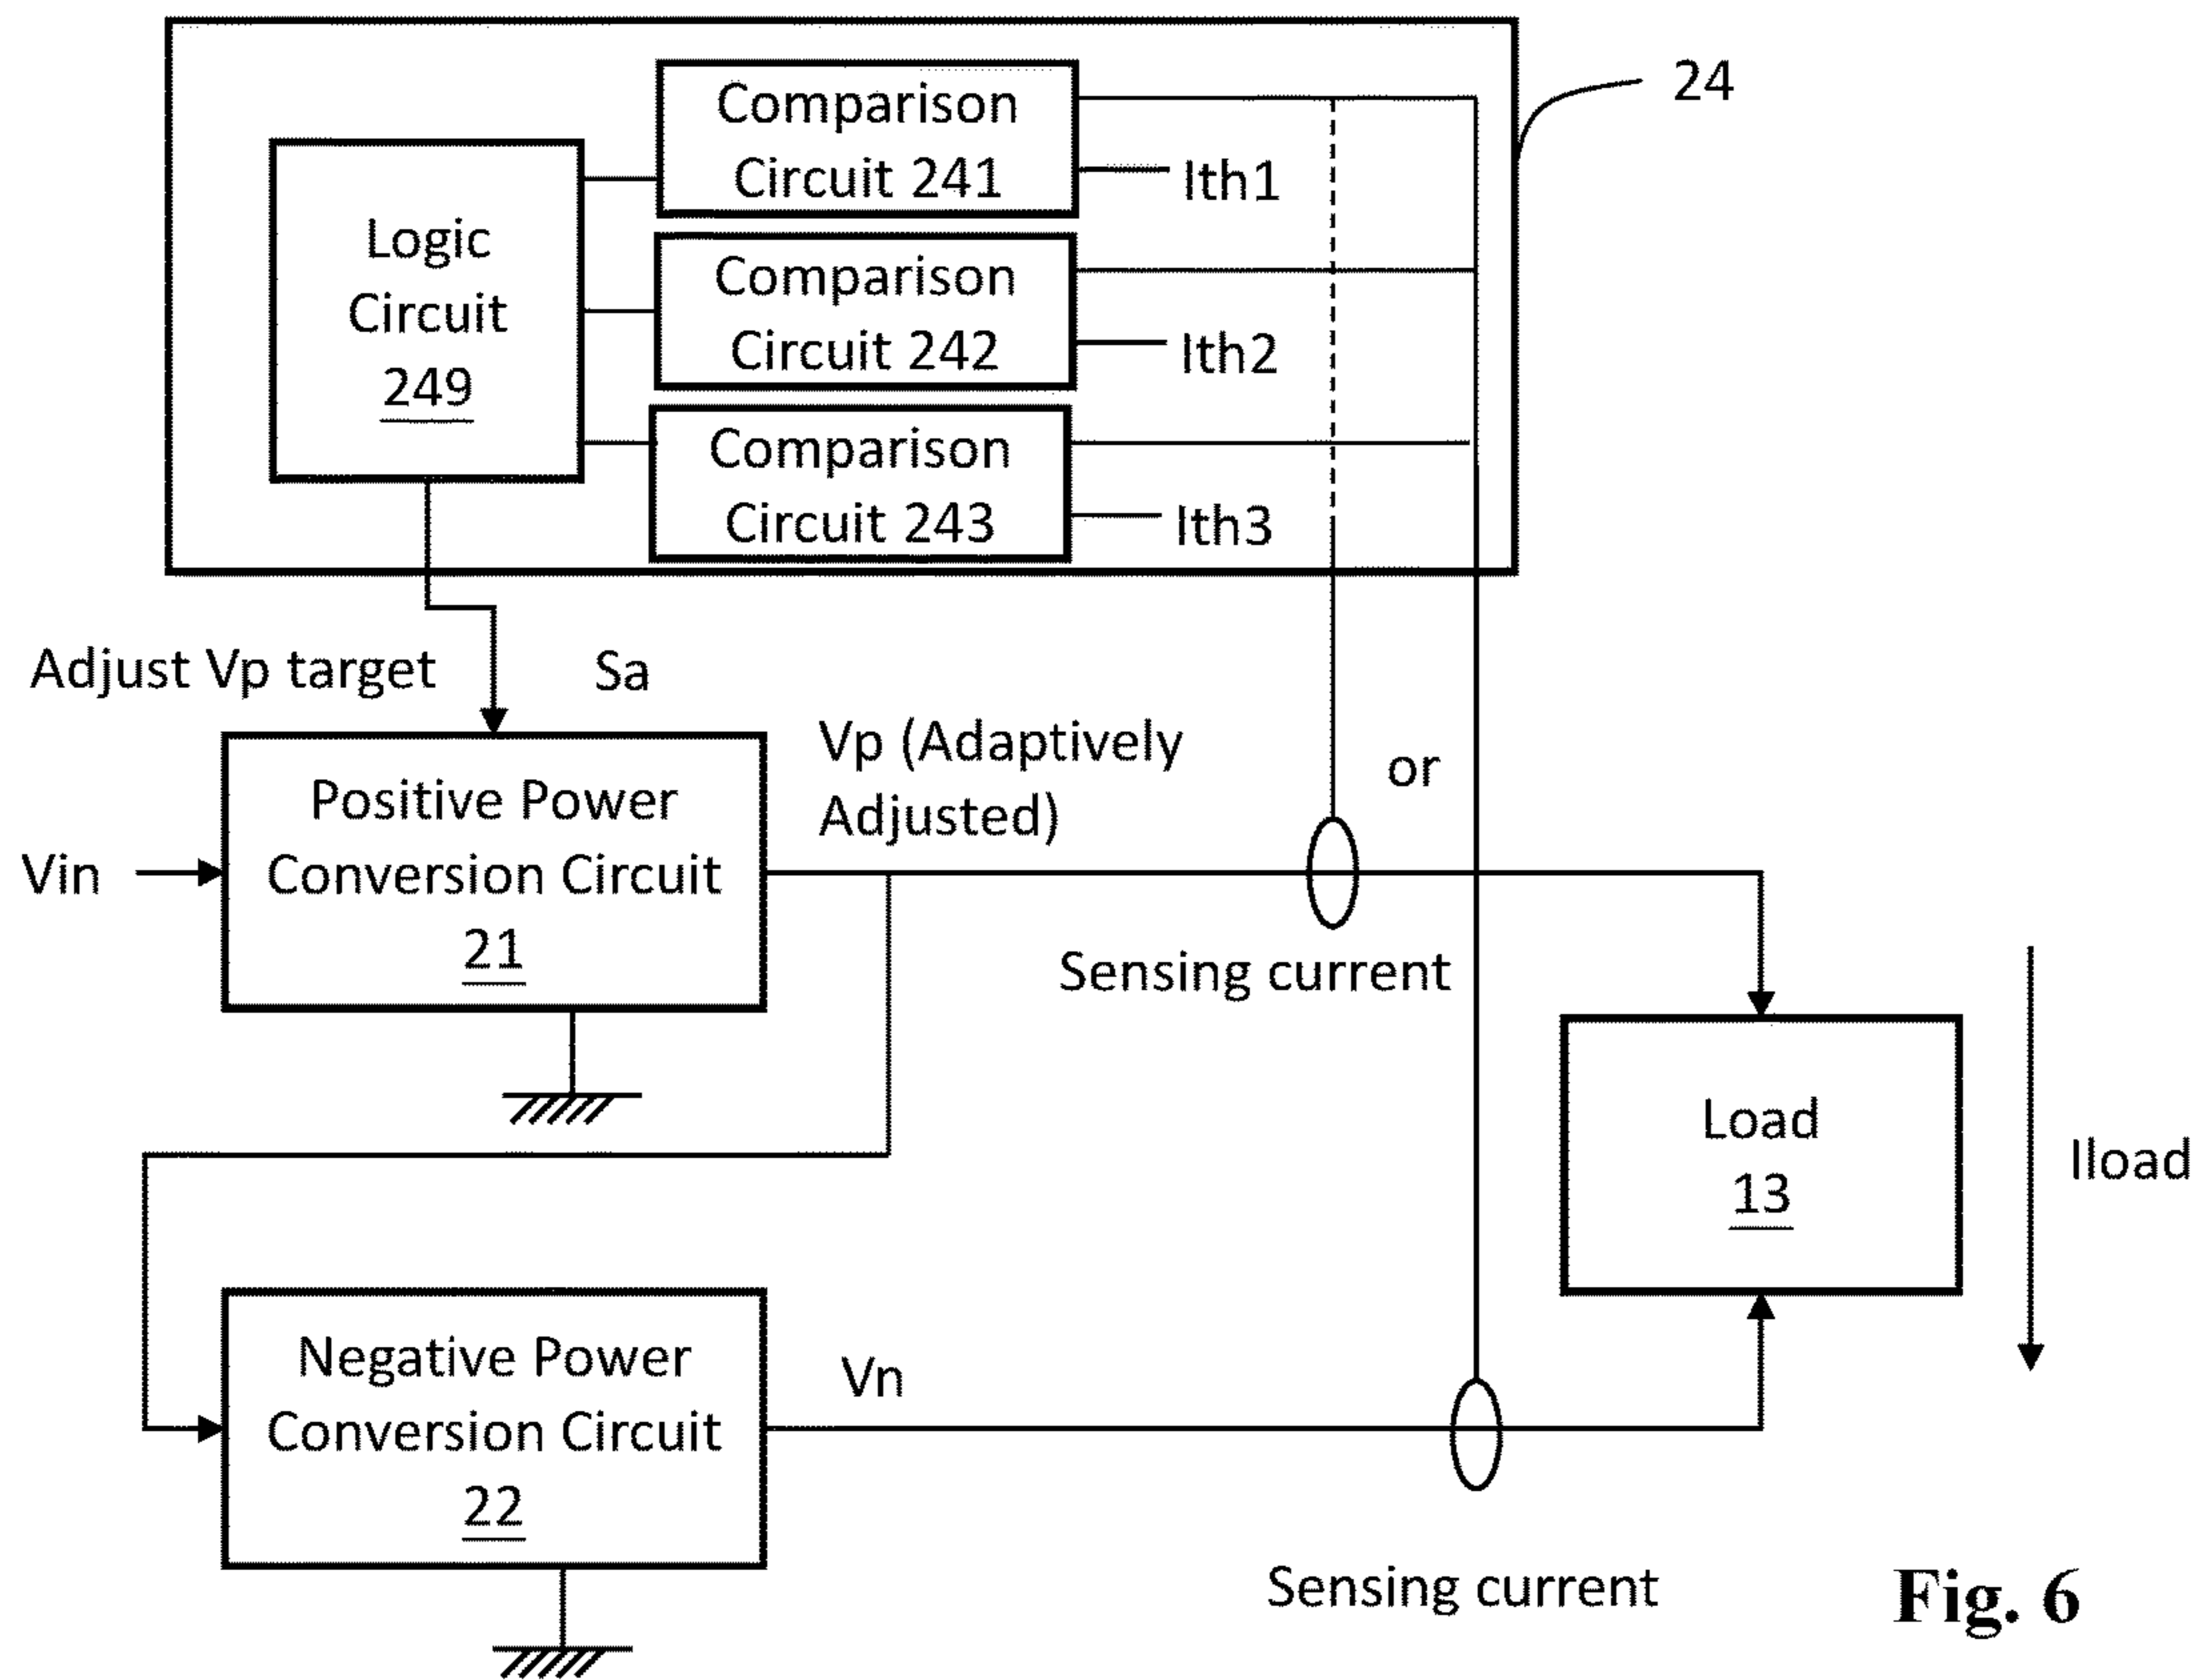 Comparison
Circuit 241
24
Ith1
Logic
Circuit
249
Comparison
Circuit 242
Ith2
Comparison
Circuit 243
Ith3
Adjust Vp target
Sa
Vp (Adaptively
Adjusted)
or
Vin
Positive Power
Conversion Circuit
21
Sensing current
Load
13
Iload
Negative Power
Conversion Circuit
22
Vn
Sensing current
Fig. 6